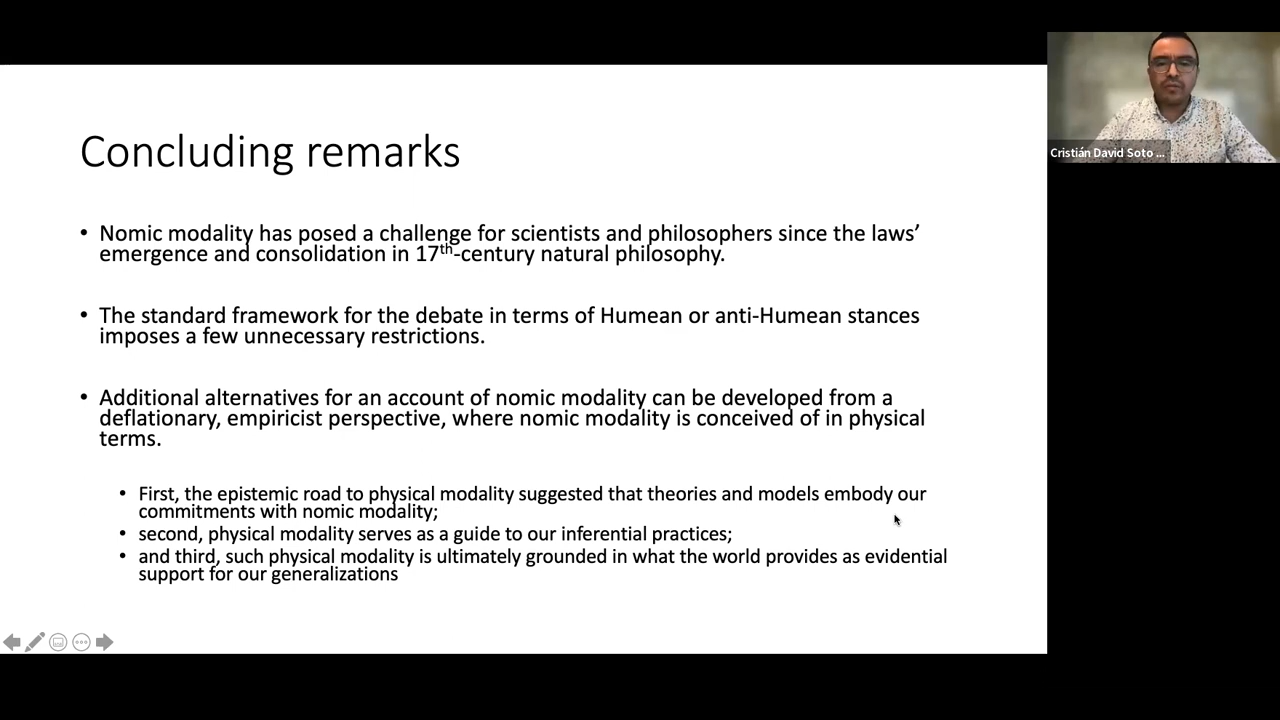 Concluding remarks
• Nomic modality has posed a challenge for scientists and philosophers since the laws’
emergence and consolidation in 17th-century natural philosophy.
• The standard framework for the debate in terms of Humean or anti-Humean stances
imposes a few unnecessary restrictions.
• Additional alternatives for an account of nomic modality can be developed from a
deflationary, empiricist perspective, where nomic modality is conceived of in physical
terms.
• First, the epistemic road to physical modality suggested that theories and models embody our
commitments with nomic modality;
• second, physical modality serves as a guide to our inferential practices;
• and third, such physical modality is ultimately grounded in what the world provides as evidential
support for our generalizations
Cristián David Soto ...